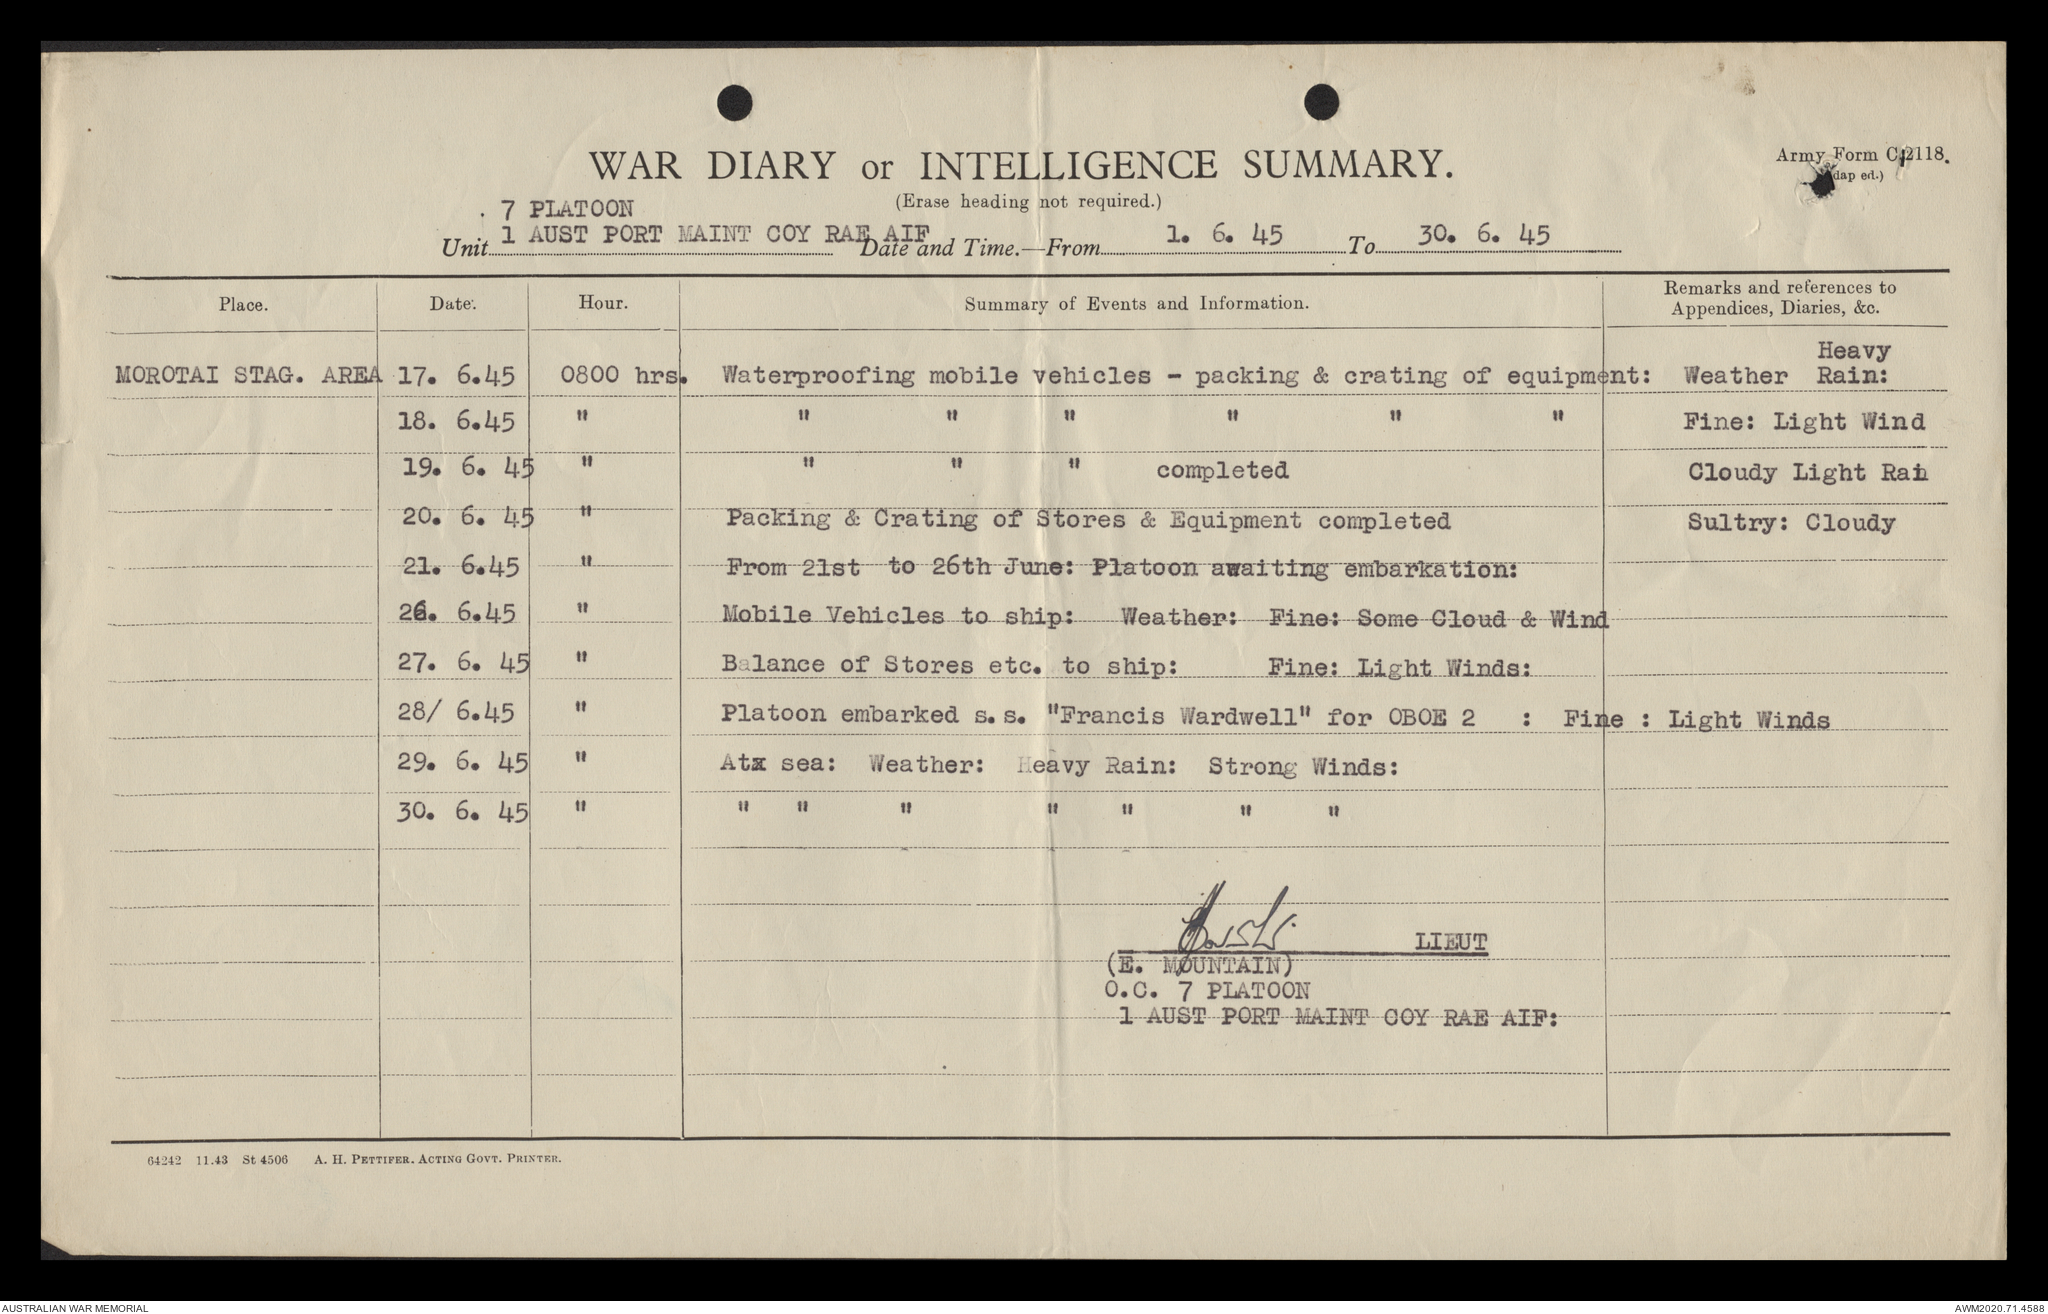 WAR DIARY or INTELLIGENCE SUMMARY.
Army Form C.2118.
(Erase heading not required.)
. 7 PLATOON
Unit 1 AUST PORT MAINT COY RAE AIF Date and Time.—From 1. 6. 45 To 30. 6. 45
Place. Date. Hour. Summary of Events and Information. Remarks and references to Appendices, Diaries, &c.
MOROTAI STAG. AREA 17. 6.45 0800 hrs. Waterproofing mobile vehicles - packing & crating of equipment: Weather Heavy Rain:
18. 6.45 " " " " " " " Fine: Light Wind
19. 6. 45 " " " " completed Cloudy Light Rain
20. 6. 45 " Packing & Crating of Stores & Equipment completed Sultry: Cloudy
21. 6.45 " From 21st to 26th June: Platoon awaiting embarkation:
26. 6.45 " Mobile Vehicles to ship: Weather: Fine: Some Cloud & Wind
27. 6. 45 " Balance of Stores etc. to ship: Fine: Light Winds:
28/ 6.45 " Platoon embarked s.s. "Francis Wardwell" for OBOE 2 : Fine : Light Winds
29. 6. 45 " Atx sea: Weather: Heavy Rain: Strong Winds:
30. 6. 45 " " " " " " " "
LIEUT
(E. MOUNTAIN)
O.C. 7 PLATOON
1 AUST PORT MAINT COY RAE AIF:
64242 11.43 St 4506 A. H. PETTIFER. ACTING GOVT. PRINTER.
AUSTRALIAN WAR MEMORIAL
AWM2020.71.4588